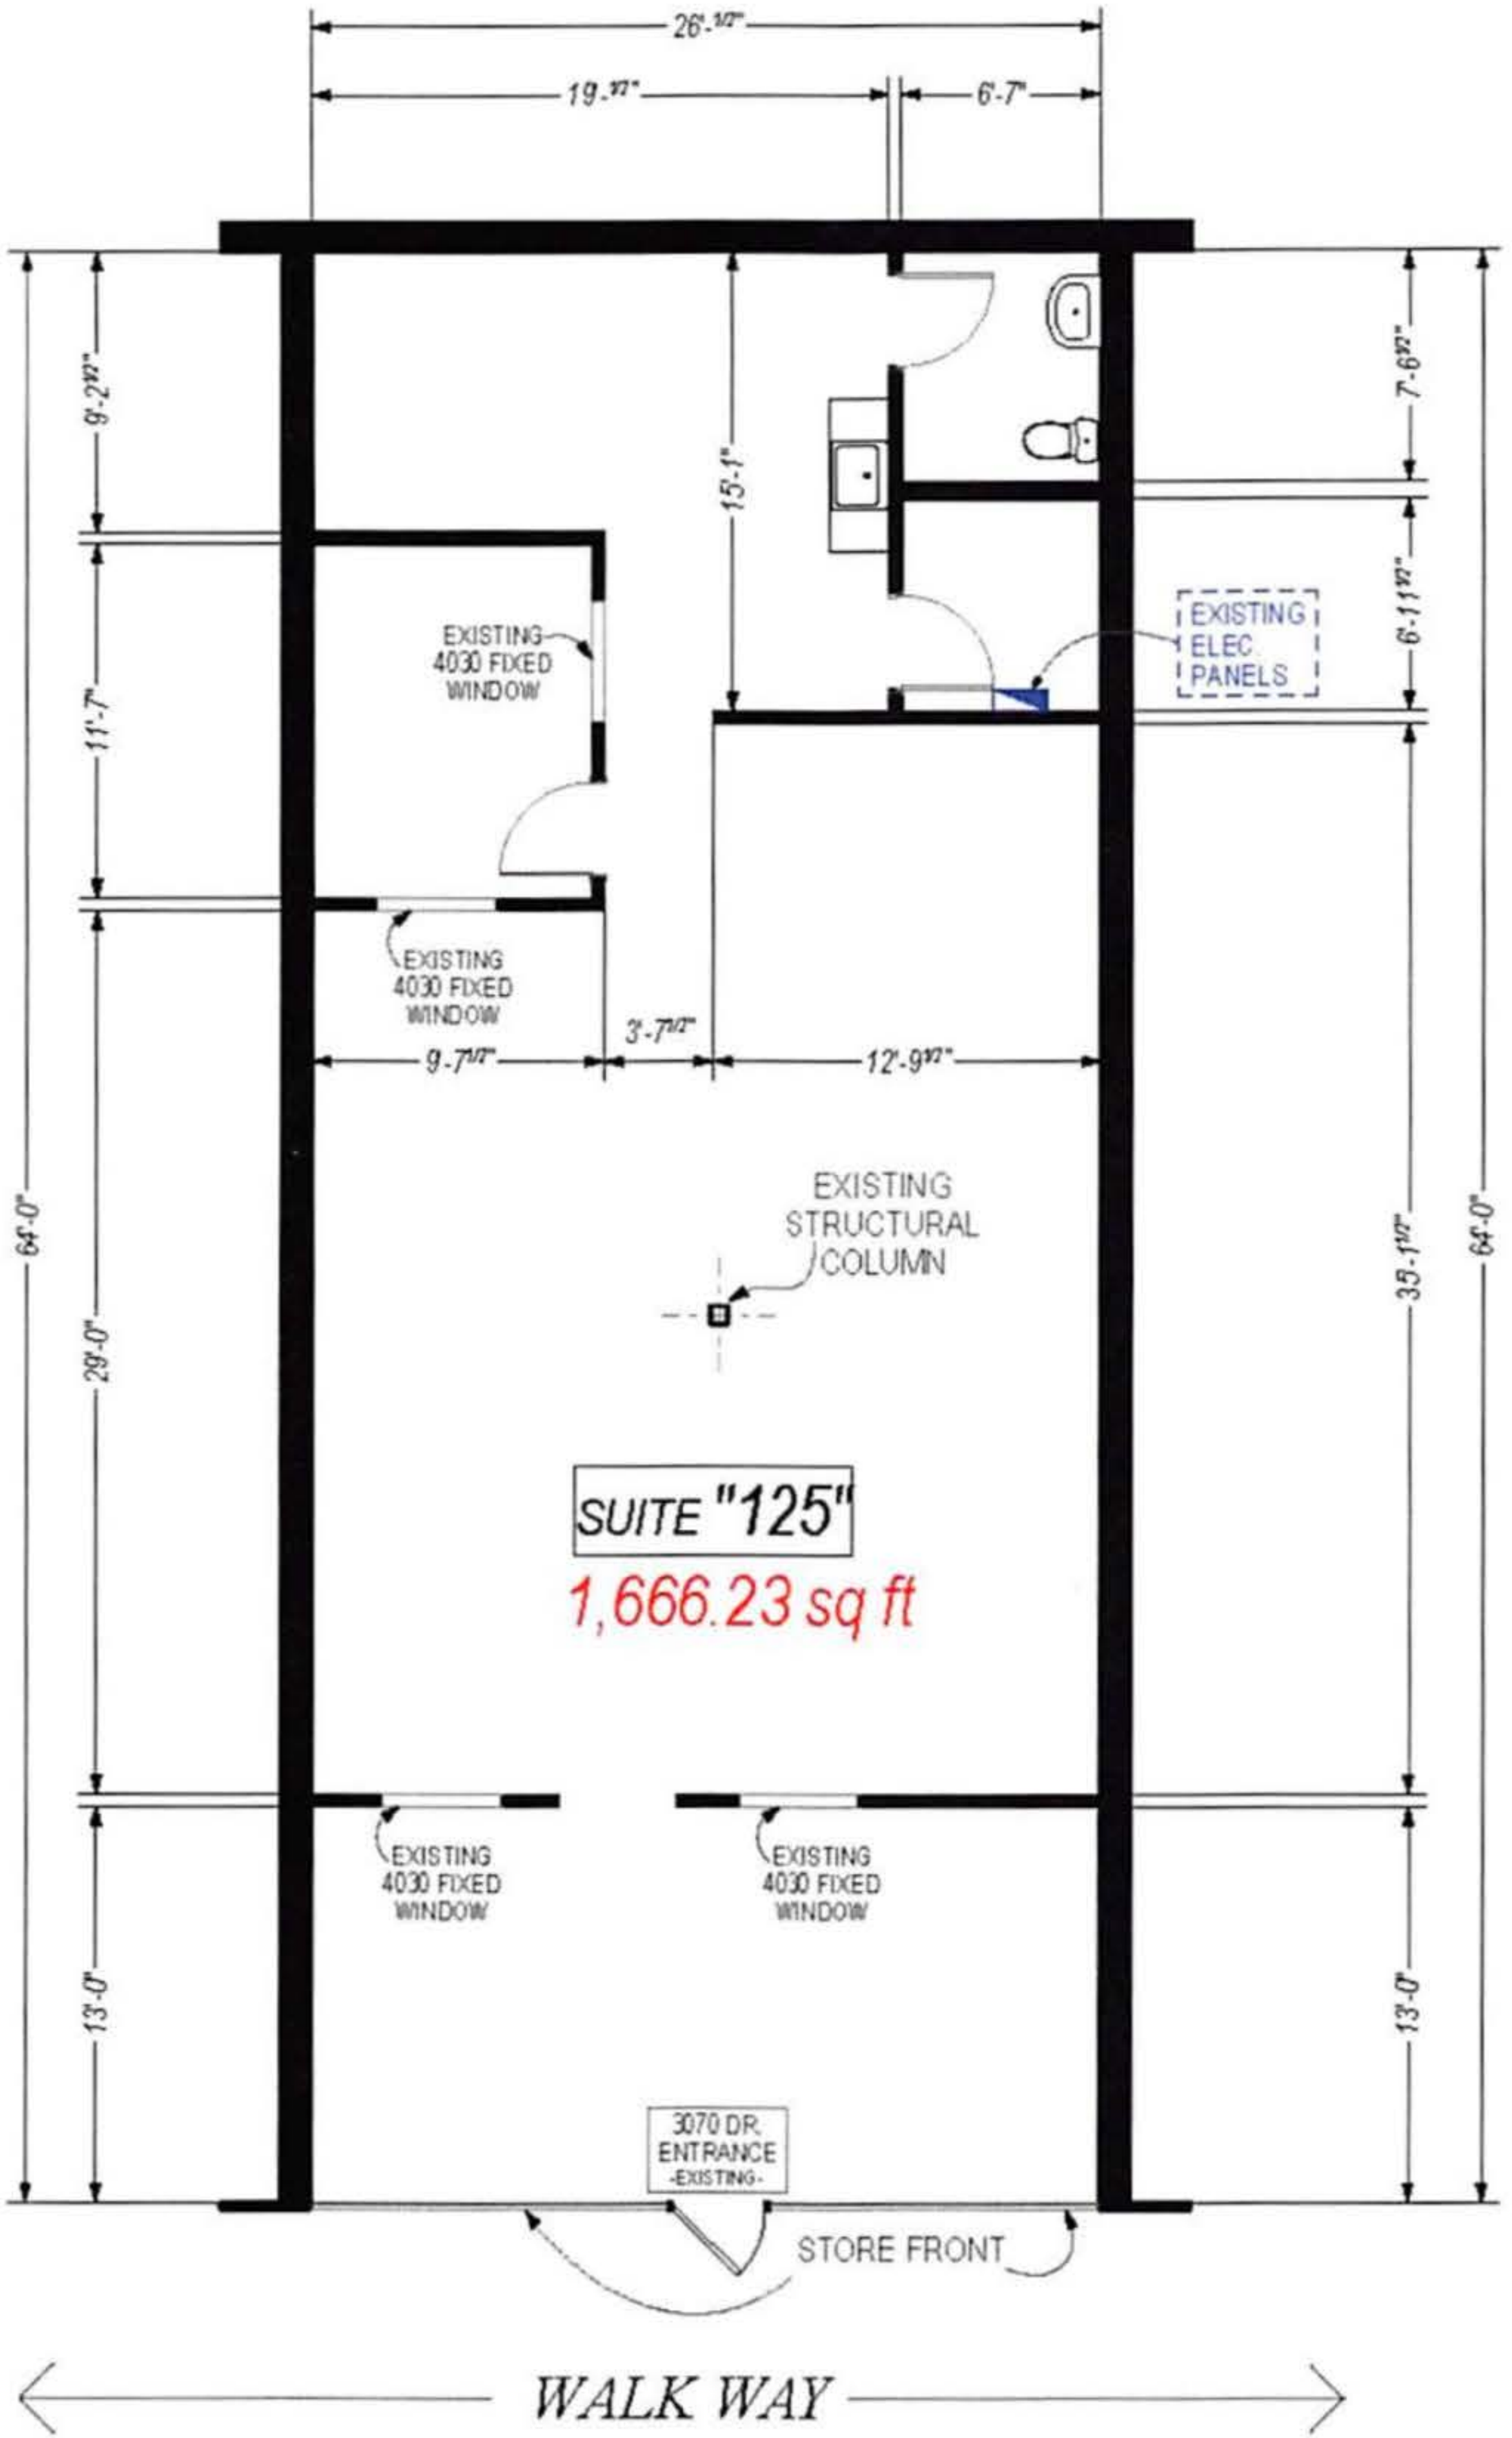 26'-1/2"
19'-1/2"
6'-7"
9'-2 1/2"
7'-6 1/2"
15'-1"
6'-11 1/2"
EXISTING
ELEC.
PANELS
EXISTING
4030 FIXED
WINDOW
11'-7"
EXISTING
4030 FIXED
WINDOW
3'-7 1/2"
9'-7 1/2"
12'-9 1/2"
EXISTING
STRUCTURAL
COLUMN
64'-0"
64'-0"
35'-1 1/2"
29'-0"
SUITE "125"
1,666.23 sq ft
EXISTING
4030 FIXED
WINDOW
EXISTING
4030 FIXED
WINDOW
13'-0"
13'-0"
3070 DR.
ENTRANCE
-EXISTING-
STORE FRONT
WALK WAY